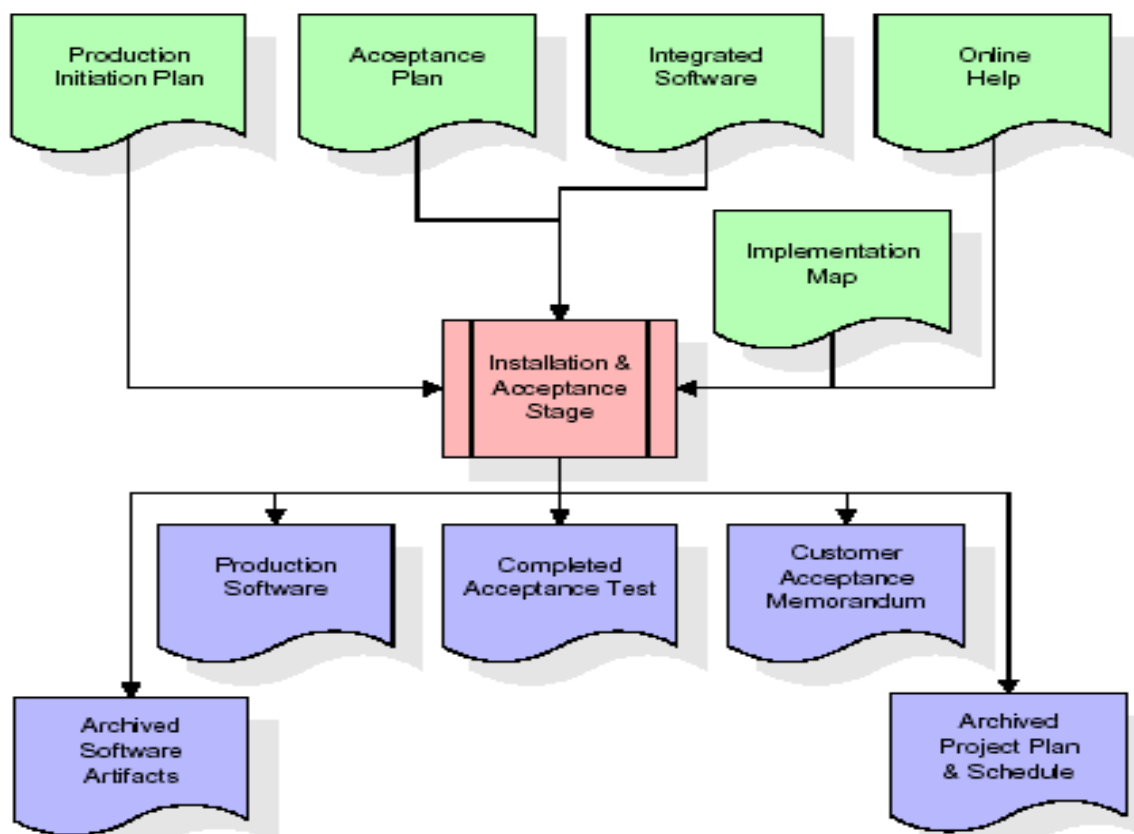 Production
Initiation Plan
Acceptance
Plan
Integrated
Software
Online
Help
Implementation
Map
Installation &
Acceptance
Stage
Production
Software
Completed
Acceptance Test
Customer
Acceptance
Memorandum
Archived
Software
Artifacts
Archived
Project Plan
& Schedule